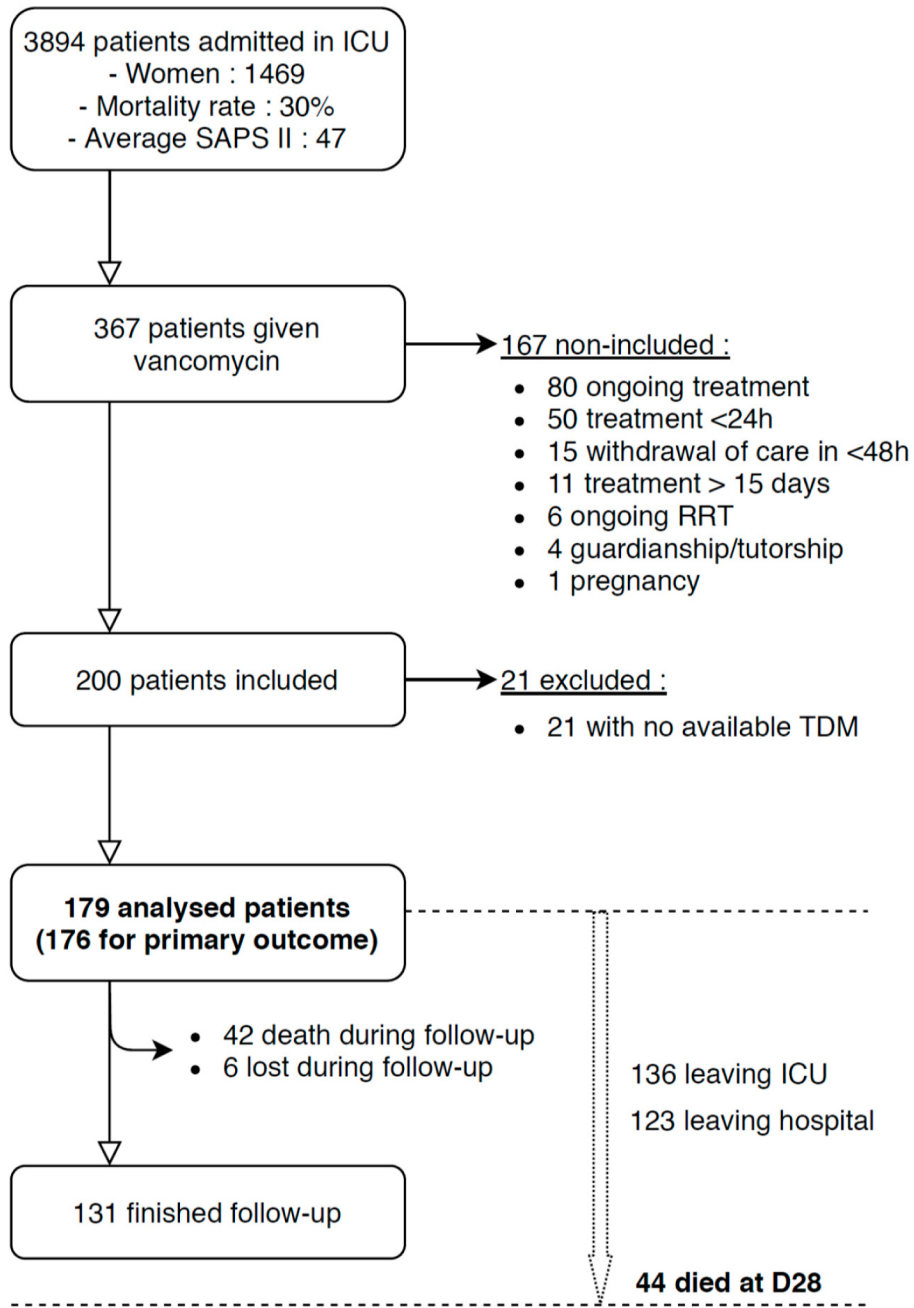 3894 patients admitted in ICU
- Women : 1469
- Mortality rate : 30%
- Average SAPS II : 47
367 patients given
vancomycin
167 non-included :
• 80 ongoing treatment
• 50 treatment <24h
• 15 withdrawal of care in <48h
• 11 treatment > 15 days
• 6 ongoing RRT
• 4 guardianship/tutorship
• 1 pregnancy
200 patients included
21 excluded :
• 21 with no available TDM
179 analysed patients
(176 for primary outcome)
• 42 death during follow-up
• 6 lost during follow-up
136 leaving ICU
123 leaving hospital
131 finished follow-up
44 died at D28